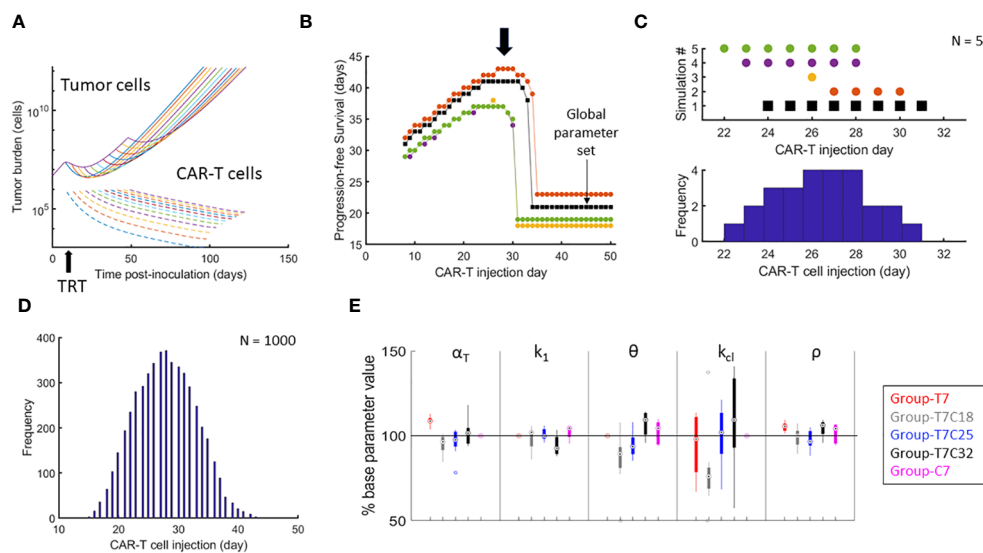 A
Tumor cells
CAR-T cells
Tumor burden (cells)
10^10
10^5
0
50
100
150
Time post-inoculation (days)
TRT
B
Progression-free Survival (days)
45
40
35
30
25
20
15
0
10
20
30
40
50
CAR-T injection day
Global
parameter
set
C
N = 5
Simulation #
5
4
3
2
1
22
24
26
28
30
32
CAR-T injection day
Frequency
4
2
0
22
24
26
28
30
32
CAR-T cell injection (day)
D
N = 1000
Frequency
400
300
200
100
0
10
20
30
40
50
CAR-T cell injection (day)
E
% base parameter value
150
100
50
α_T
k_1
θ
k_cl
ρ
Group-T7
Group-T7C18
Group-T7C25
Group-T7C32
Group-C7